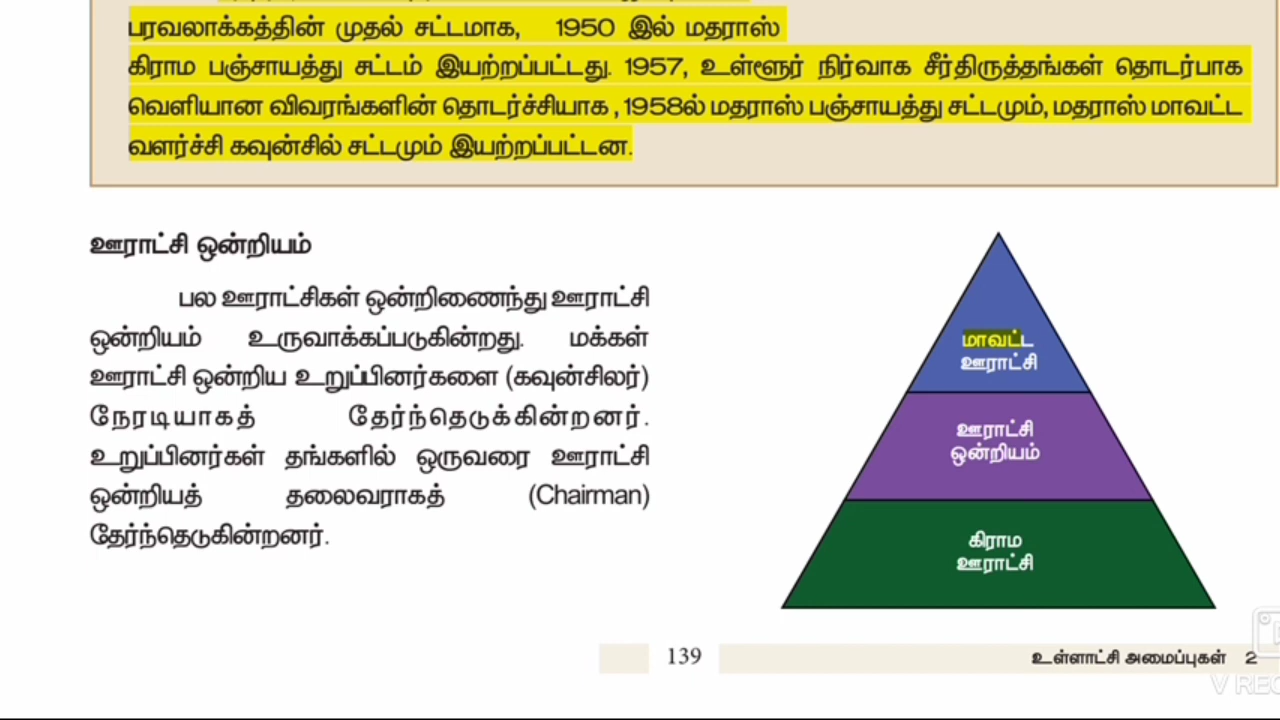 பரவலாக்கத்தின் முதல் சட்டமாக, 1950 இல் மதராஸ்
கிராம பஞ்சாயத்து சட்டம் இயற்றப்பட்டது. 1957, உள்ளூர் நிர்வாக சீர்திருத்தங்கள் தொடர்பாக
வெளியான விவரங்களின் தொடர்ச்சியாக , 1958ல் மதராஸ் பஞ்சாயத்து சட்டமும், மதராஸ் மாவட்ட
வளர்ச்சி கவுன்சில் சட்டமும் இயற்றப்பட்டன.
ஊராட்சி ஒன்றியம்
பல ஊராட்சிகள் ஒன்றிணைந்து ஊராட்சி
ஒன்றியம் உருவாக்கப்படுகின்றது. மக்கள்
ஊராட்சி ஒன்றிய உறுப்பினர்களை (கவுன்சிலர்)
நேரடியாகத் தேர்ந்தெடுக்கின்றனர்.
உறுப்பினர்கள் தங்களில் ஒருவரை ஊராட்சி
ஒன்றியத் தலைவராகத் (Chairman)
தேர்ந்தெடுகின்றனர்.
மாவட்ட
ஊராட்சி
ஊராட்சி
ஒன்றியம்
கிராம
ஊராட்சி
139
உள்ளாட்சி அமைப்புகள் 2
V REC